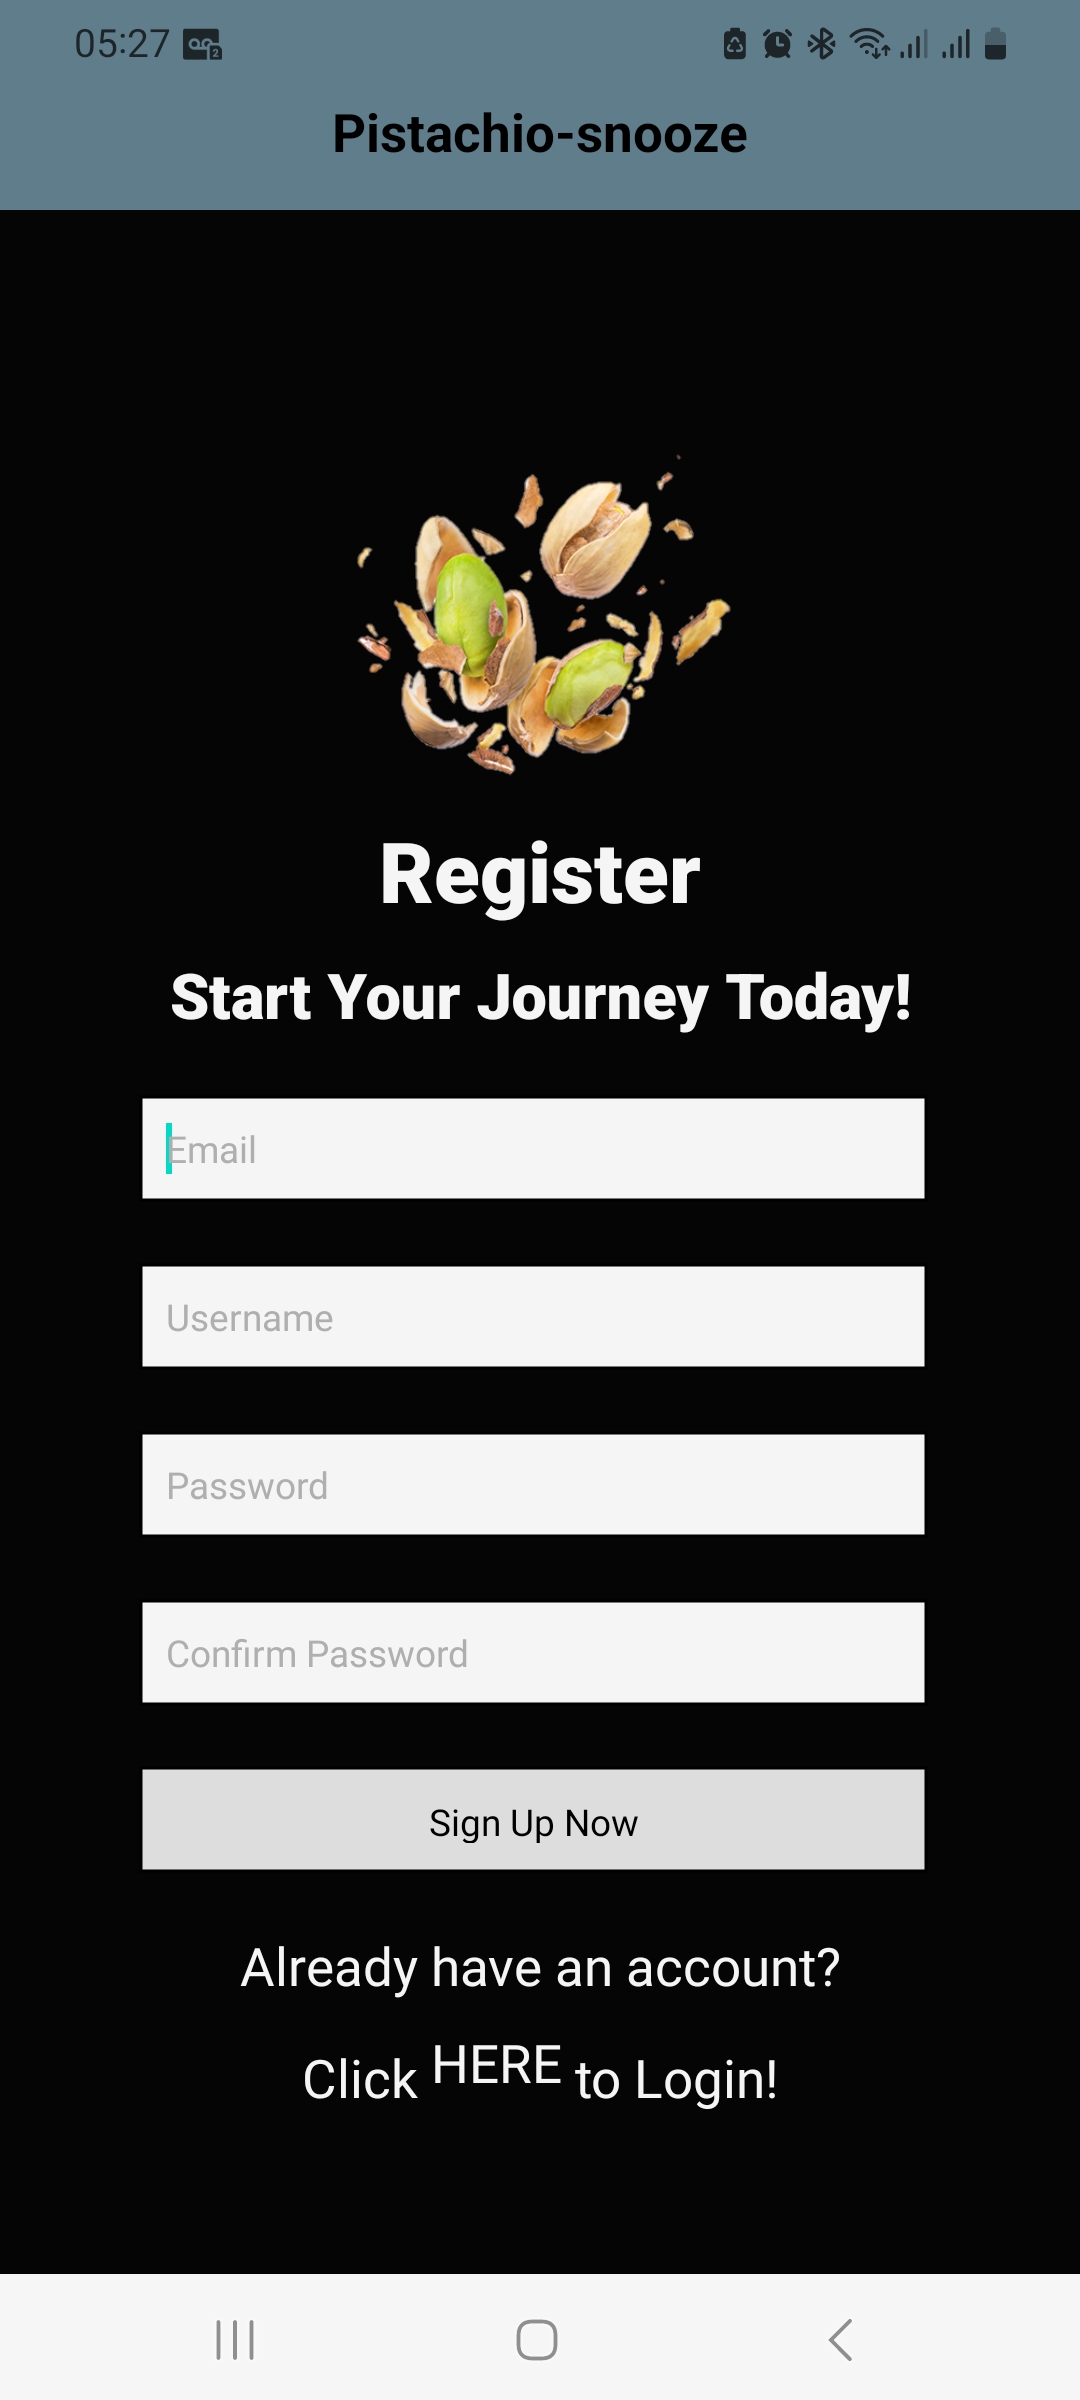 05:27
Pistachio-snooze
Register
Start Your Journey Today!
Email
Username
Password
Confirm Password
Sign Up Now
Already have an account?
Click HERE to Login!